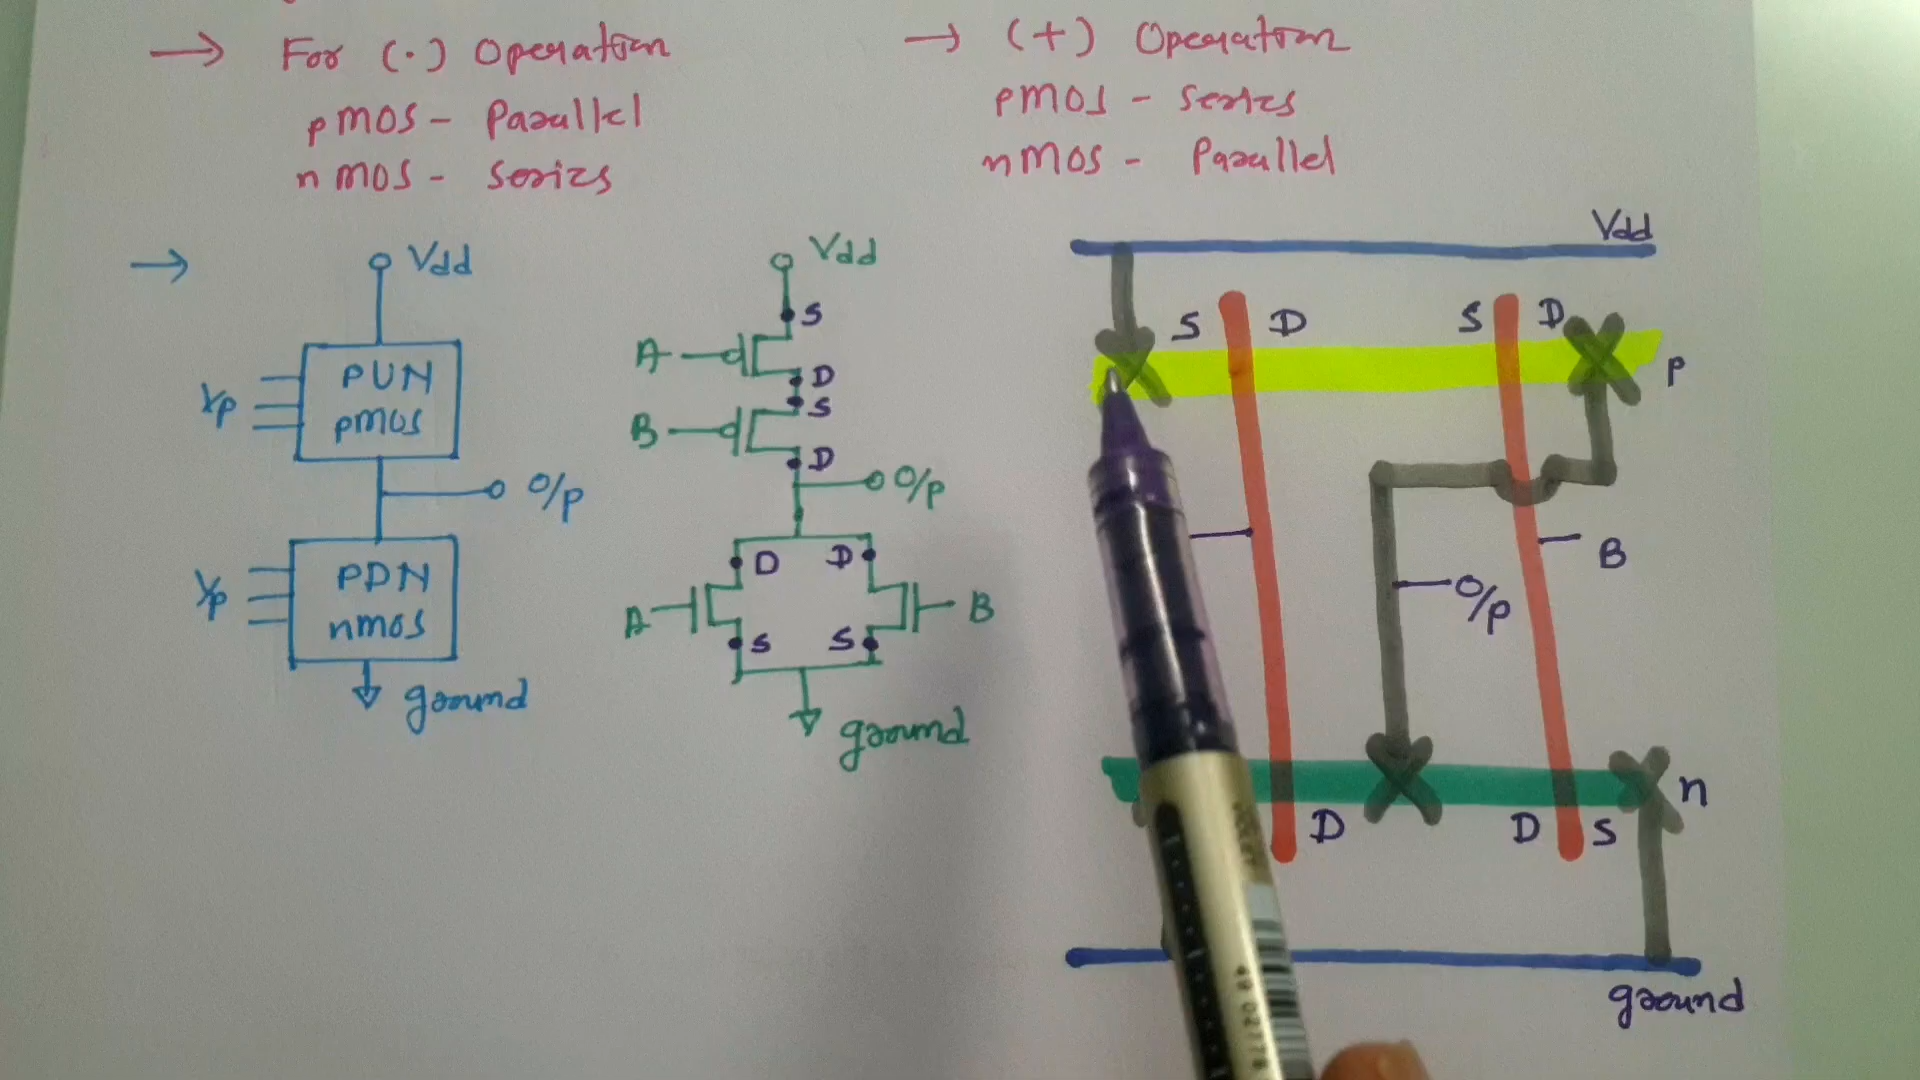 → For (·) Operation
pMOS - Parallel
nMOS - Series
→ (+) Operation
pMOS - Series
nMOS - Parallel
→
Vdd
PUN
pMOS
I/p
O/p
PDN
nMOS
I/p
ground
Vdd
S
A
D
S
B
D
O/p
D D
A B
S S
ground
Vdd
S D S D
P
B
O/p
n
D D S
ground